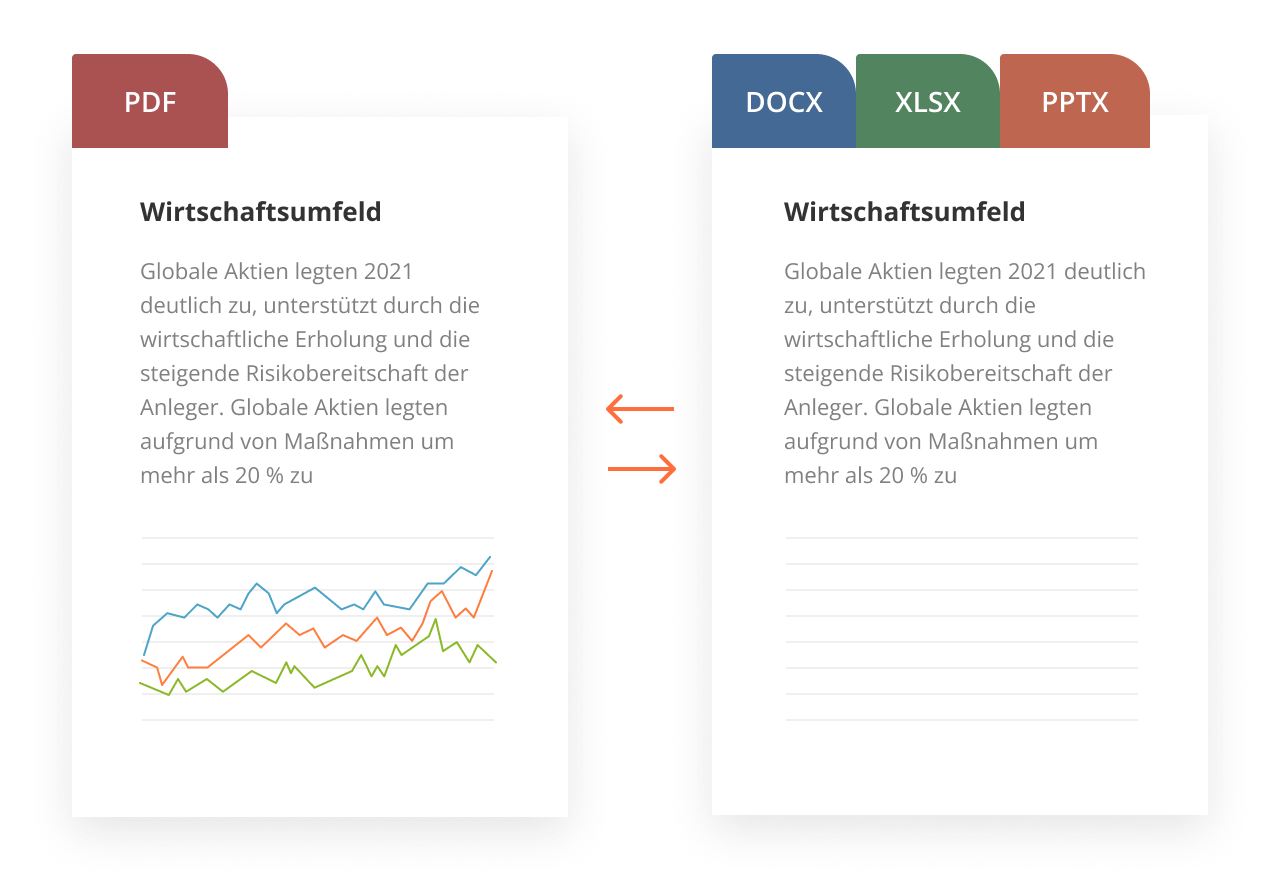 PDF
Wirtschaftsumfeld
Globale Aktien legten 2021
deutlich zu, unterstützt durch die
wirtschaftliche Erholung und die
steigende Risikobereitschaft der
Anleger. Globale Aktien legten
aufgrund von Maßnahmen um
mehr als 20 % zu
DOCX
XLSX
PPTX
Wirtschaftsumfeld
Globale Aktien legten 2021 deutlich
zu, unterstützt durch die
wirtschaftliche Erholung und die
steigende Risikobereitschaft der
Anleger. Globale Aktien legten
aufgrund von Maßnahmen um
mehr als 20 % zu